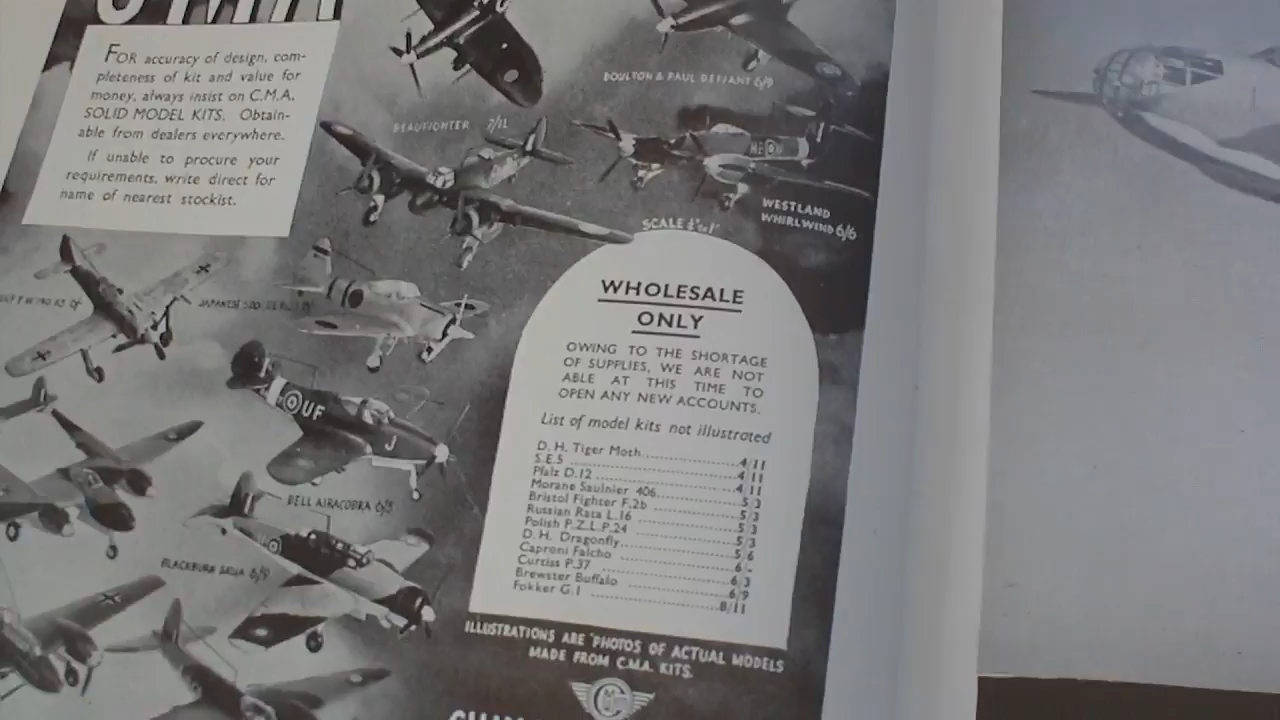 FOR accuracy of design, com-
pleteness of kit and value for
money, always insist on C.M.A.
SOLID MODEL KITS. Obtain-
able from dealers everywhere.
If unable to procure your
requirements, write direct for
name of nearest stockist.
BOULTON & PAUL DEFIANT 6/9
BEAUFIGHTER 7/11
WESTLAND
WHIRLWIND 6/6
SCALE
JAPANESE
BELL AIRACOBRA
BLACKBURN SKUA 6/9
UF
J
WHOLESALE
ONLY
OWING TO THE SHORTAGE
OF SUPPLIES, WE ARE NOT
ABLE AT THIS TIME TO
OPEN ANY NEW ACCOUNTS.
List of model kits not illustrated
D. H. Tiger Moth 4/11
S.E.5 4/11
Pfalz D.12 4/11
Morane Saulnier 406 5/3
Bristol Fighter F.2b 5/3
Russian Rata L.16 5/3
Polish P.Z.L.P.24 5/3
D. H. Dragonfly 5/6
Caproni Falcho 6/-
Curtiss P.37 6/3
Brewster Buffalo 6/9
Fokker G.1 8/11
ILLUSTRATIONS ARE PHOTOS OF ACTUAL MODELS
MADE FROM C.M.A. KITS.